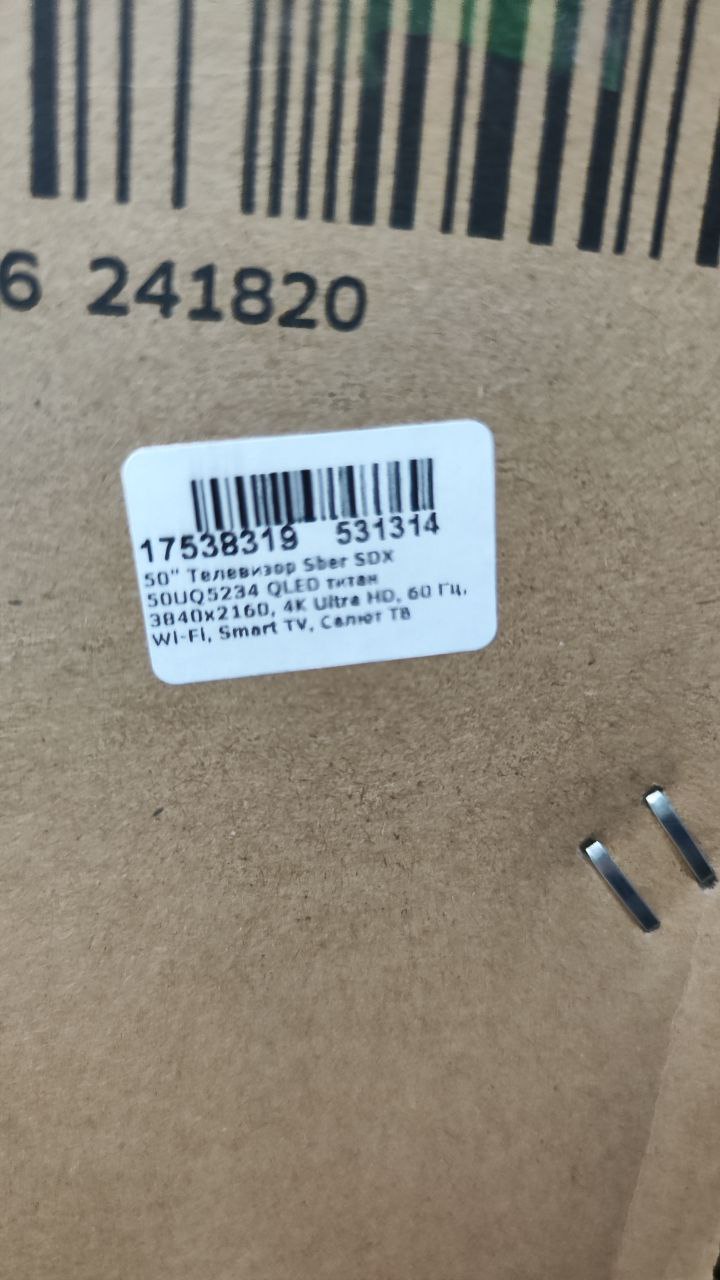 6 241820
17538319 531314
50" Телевизор Sber SDX
50UQ5234 QLED титан
3840x2160, 4K Ultra HD, 60 Гц,
Wi-Fi, Smart TV, Салют ТВ